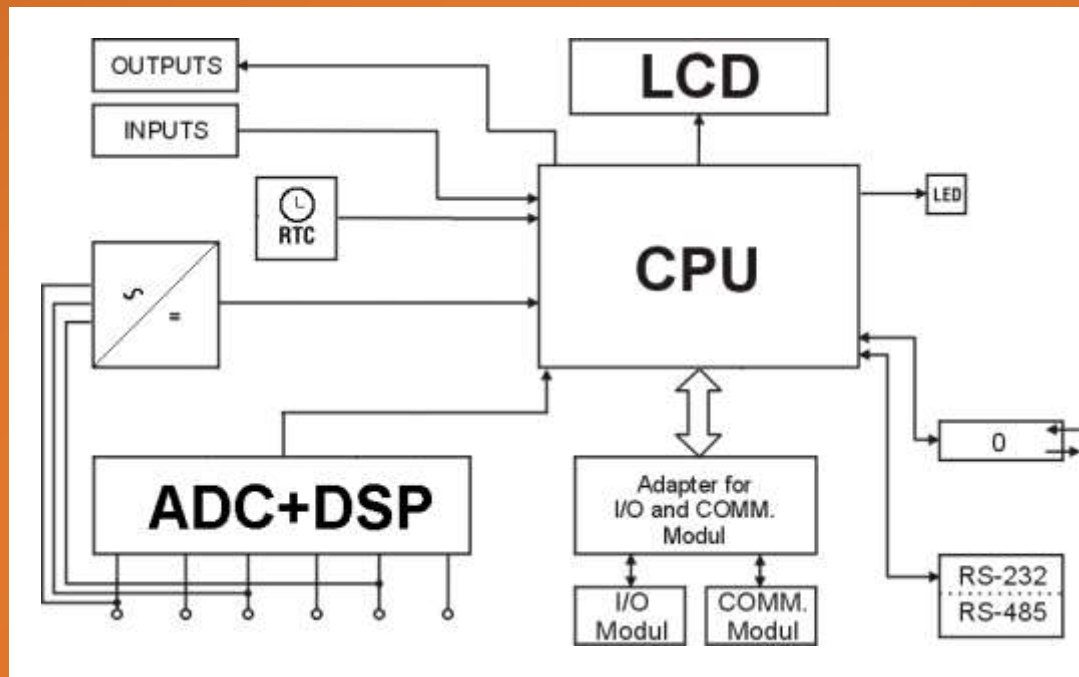 OUTPUTS
LCD
INPUTS
LED
RTC
CPU
=
0
ADC+DSP
Adapter for
I/O and COMM.
Modul
RS-232
RS-485
I/O
Modul
COMM.
Modul